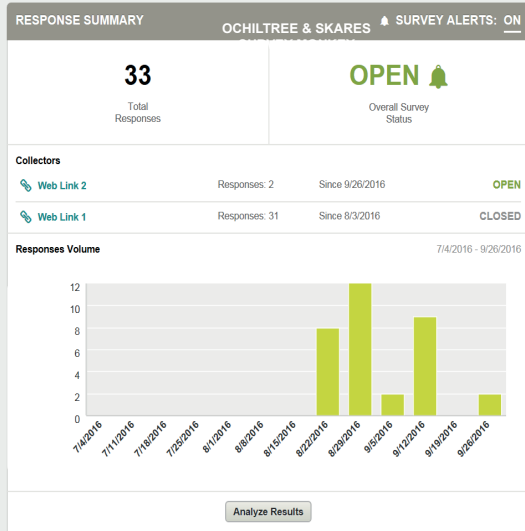 RESPONSE SUMMARY
OCHILTREE & SKARES
SURVEY MONKEY
SURVEY ALERTS: ON
33
Total
Responses
OPEN
Overall Survey
Status
Collectors
Web Link 2 Responses: 2 Since 9/26/2016 OPEN
Web Link 1 Responses: 31 Since 8/3/2016 CLOSED
Responses Volume 7/4/2016 - 9/26/2016
12
10
8
6
4
2
0
7/4/2016 7/11/2016 7/18/2016 7/25/2016 8/1/2016 8/8/2016 8/15/2016 8/22/2016 8/29/2016 9/5/2016 9/12/2016 9/19/2016 9/26/2016
Analyze Results